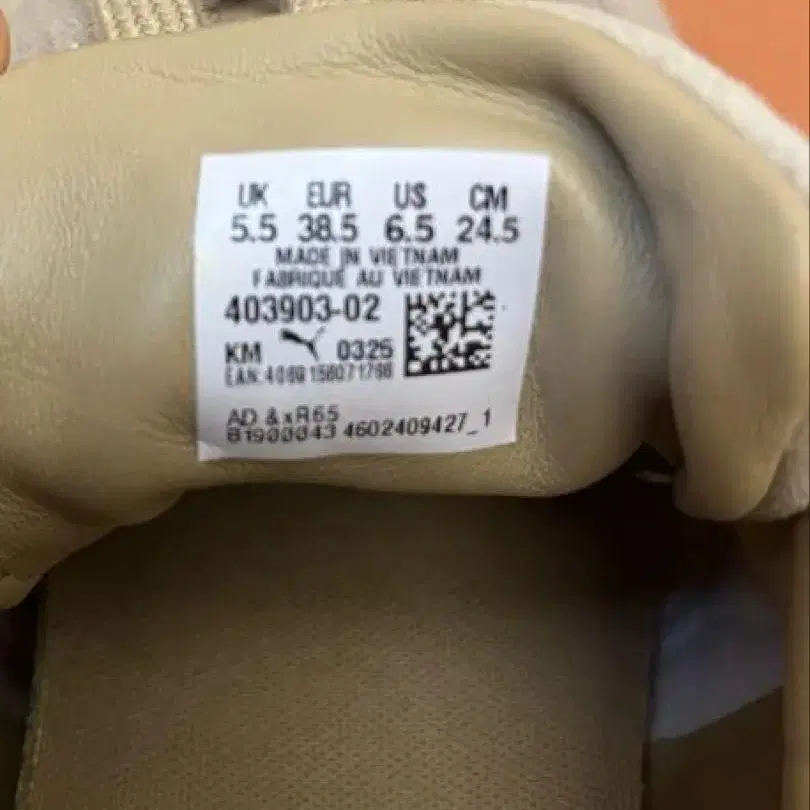 UK EUR US CM
5.5 38.5 6.5 24.5
MADE IN VIETNAM
FABRIQUE AU VIETNAM
403903-02
KM 0325
EAN:
AD
4602409427_1